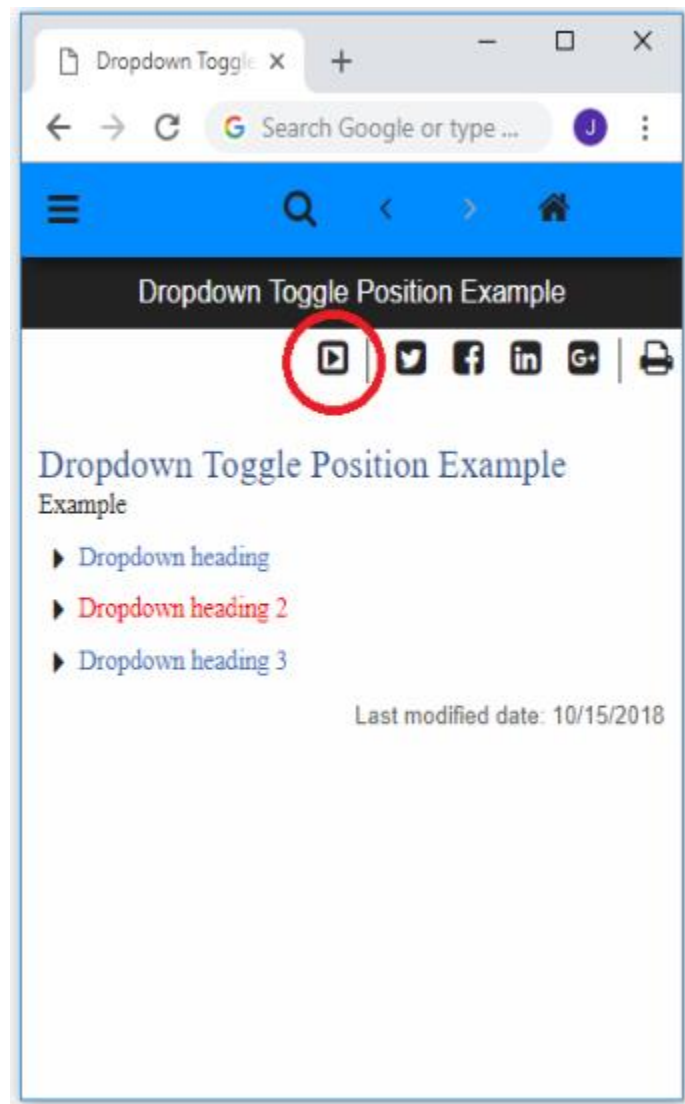 Dropdown Toggle
Search Google or type ...
J
Dropdown Toggle Position Example
Dropdown Toggle Position Example
Example
Dropdown heading
Dropdown heading 2
Dropdown heading 3
Last modified date: 10/15/2018